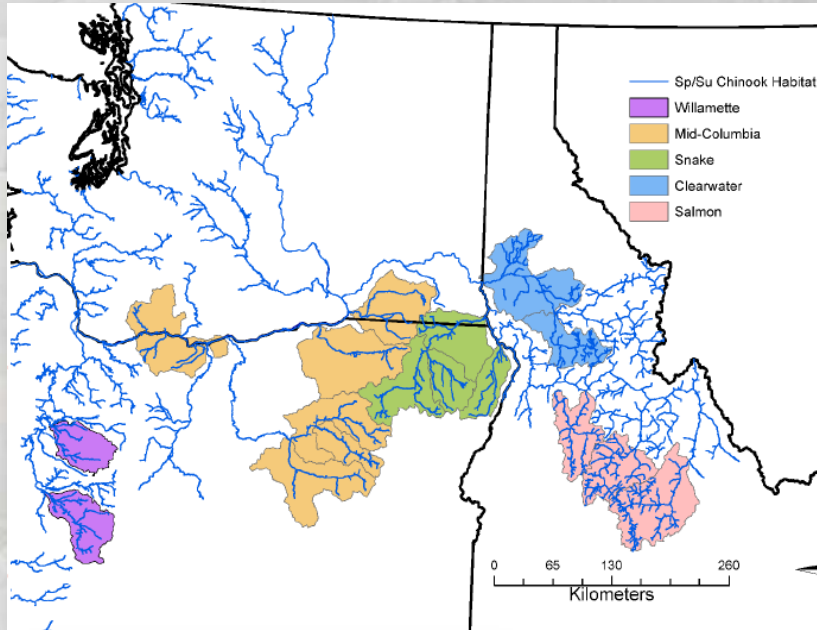 Sp/Su Chinook Habitat
Willamette
Mid-Columbia
Snake
Clearwater
Salmon
0 65 130 260
Kilometers